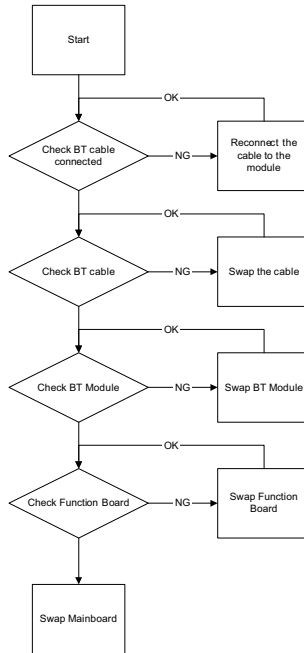 Start
OK
Check BT cable
connected
NG
Reconnect the
cable to the
module
OK
Check BT cable
NG
Swap the cable
OK
Check BT Module
NG
Swap BT Module
OK
Check Function Board
NG
Swap Function
Board
Swap Mainboard